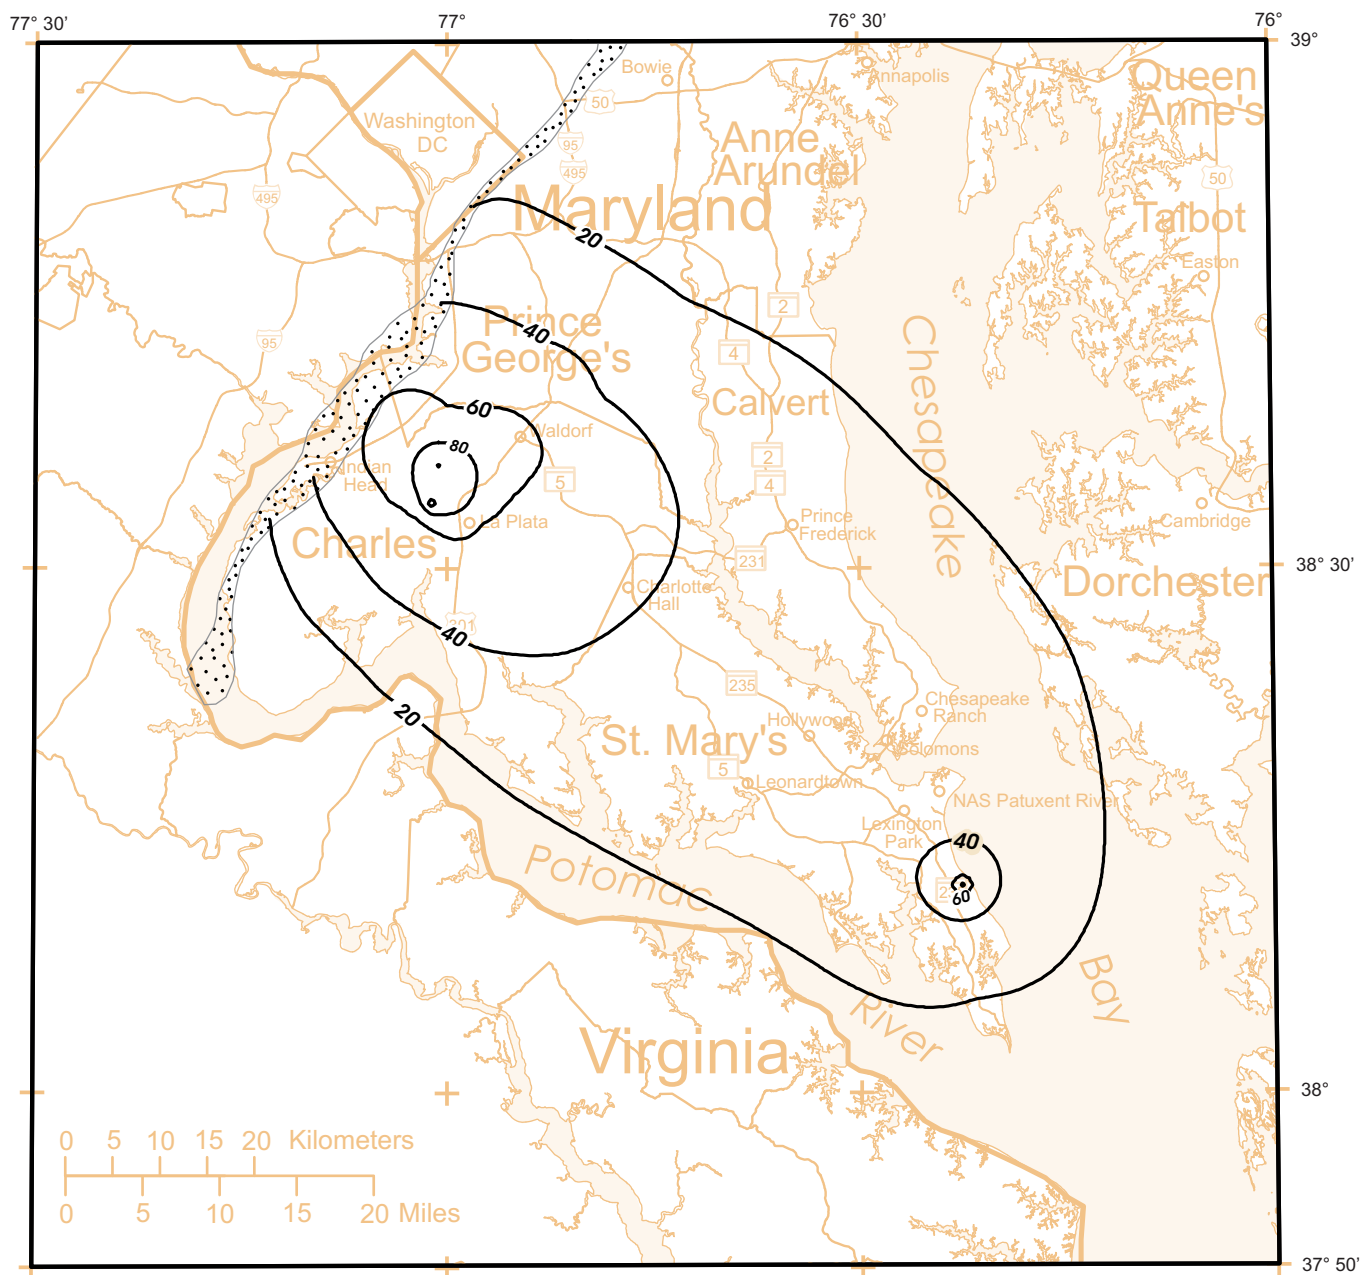 77° 30’
77°
76° 30’
76°
39°
Bowie
Annapolis
Queen
Anne's
50
Washington
DC
95
495
Anne
Arundel
495
50
Maryland
Talbot
20
Easton
2
Prince
George's
40
95
4
Chesapeake
Calvert
60
Waldorf
80
2
4
Indian
Head
5
La Plata
Prince
Frederick
Cambridge
Charles
231
38° 30’
Dorchester
Charlotte
Hall
301
40
235
Chesapeake
Ranch
20
Hollywood
St. Mary's
Solomons
5
Leonardtown
NAS Patuxent River
Lexington
Park
40
Potomac
60
Bay
River
Virginia
38°
0 5 10 15 20 Kilometers
0 5 10 15 20 Miles
37° 50’